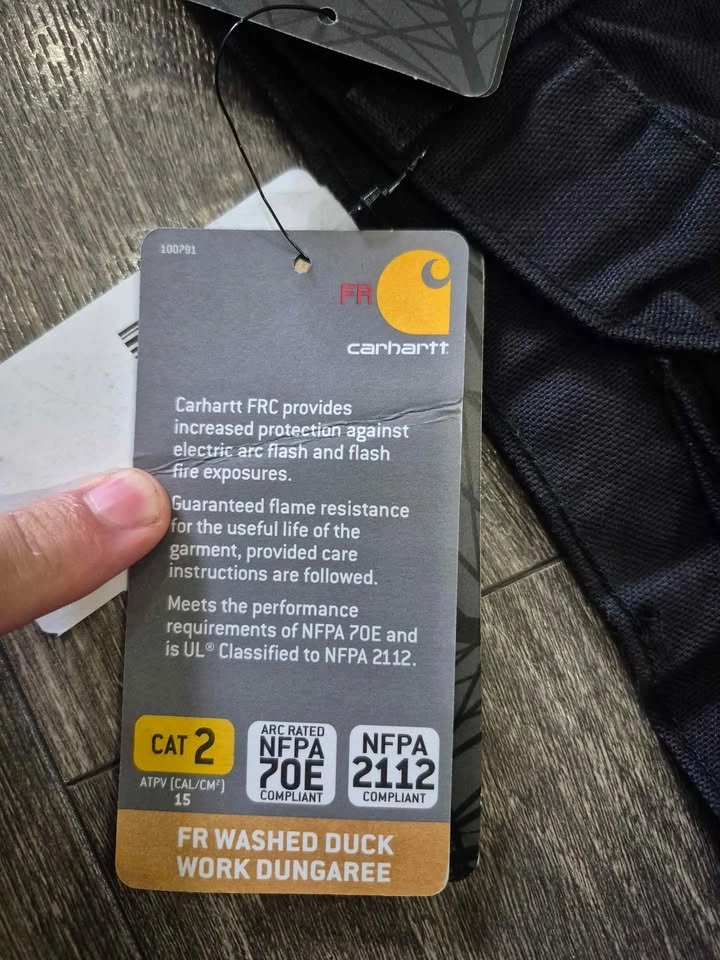 100791
FR
carhartt
Carhartt FRC provides
increased protection against
electric arc flash and flash
fire exposures.
Guaranteed flame resistance
for the useful life of the
garment, provided care
instructions are followed.
Meets the performance
requirements of NFPA 70E and
is UL® Classified to NFPA 2112.
CAT 2
ATPV (CAL/CM²)
15
ARC RATED
NFPA
70E
COMPLIANT
NFPA
2112
COMPLIANT
FR WASHED DUCK
WORK DUNGAREE